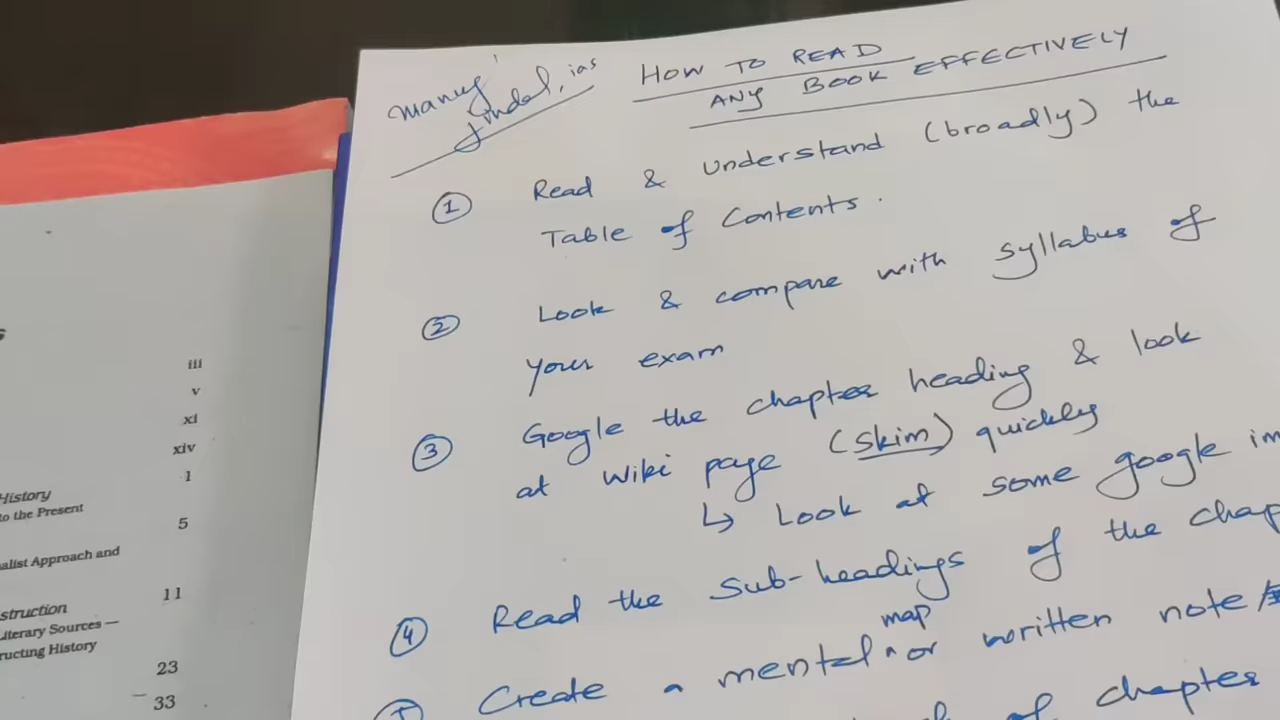 manuj
jindal, ias
HOW TO READ
ANY BOOK EFFECTIVELY
① Read & understand (broadly) the
Table of Contents.
② Look & compare with syllabus of
your exam
③ Google the chapter heading & look
at Wiki page (skim) quickly
↳ Look at some google im
④ Read the sub-headings of the chap
map
Create a mental ^ or written note/
of chapter
iii
v
xi
xiv
1
History
to the Present
5
alist Approach and
11
struction
Literary Sources —
ructing History
23
33